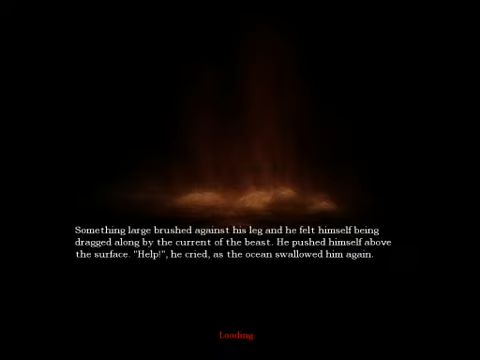 Something large brushed against his leg and he felt himself being
dragged along by the current of the beast. He pushed himself above
the surface. "Help!", he cried, as the ocean swallowed him again.
Loading